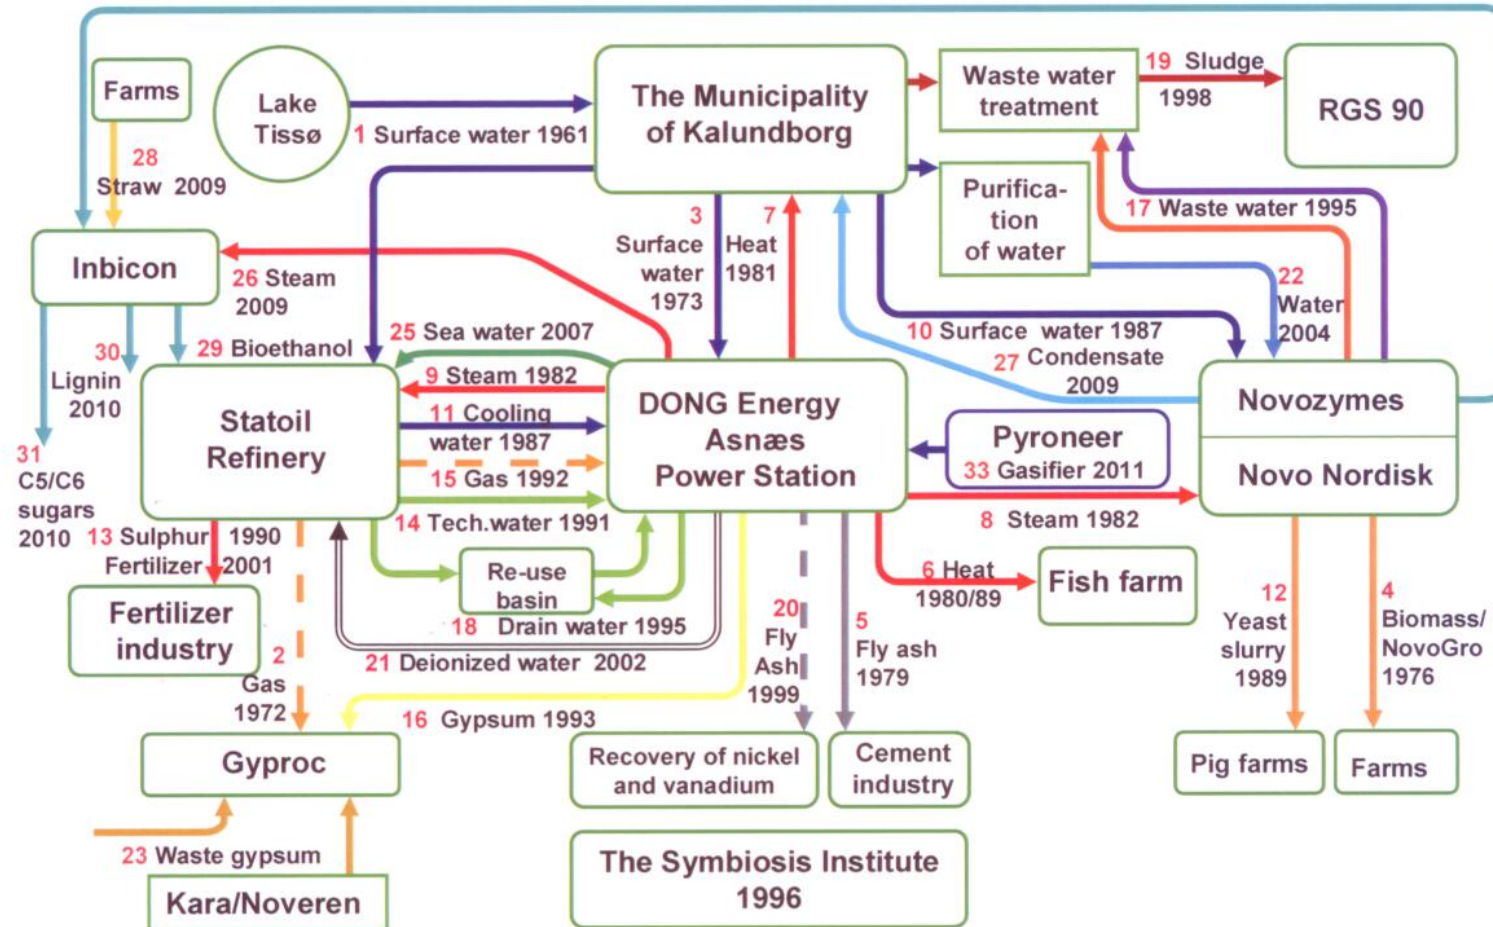 Farms
Lake
Tissø
1 Surface water 1961
The Municipality
of Kalundborg
Waste water
treatment
19 Sludge
1998
RGS 90
28
Straw 2009
Purifica-
tion
of water
17 Waste water 1995
3
Surface
water
1973
7
Heat
1981
Inbicon
26 Steam
2009
22
Water
2004
10 Surface water 1987
27 Condensate
2009
25 Sea water 2007
29 Bioethanol
30
Lignin
2010
9 Steam 1982
11 Cooling
water 1987
15 Gas 1992
14 Tech.water 1991
Statoil
Refinery
DONG Energy
Asnæs
Power Station
Pyroneer
33 Gasifier 2011
Novozymes
Novo Nordisk
8 Steam 1982
31
C5/C6
sugars
2010
13 Sulphur 1990
Fertilizer 2001
Re-use
basin
18 Drain water 1995
21 Deionized water 2002
6 Heat
1980/89
Fish farm
Fertilizer
industry
2
Gas
1972
20
Fly
Ash
1999
5
Fly ash
1979
12
Yeast
slurry
1989
4
Biomass/
NovoGro
1976
16 Gypsum 1993
Gyproc
Recovery of nickel
and vanadium
Cement
industry
Pig farms
Farms
23 Waste gypsum
Kara/Noveren
The Symbiosis Institute
1996